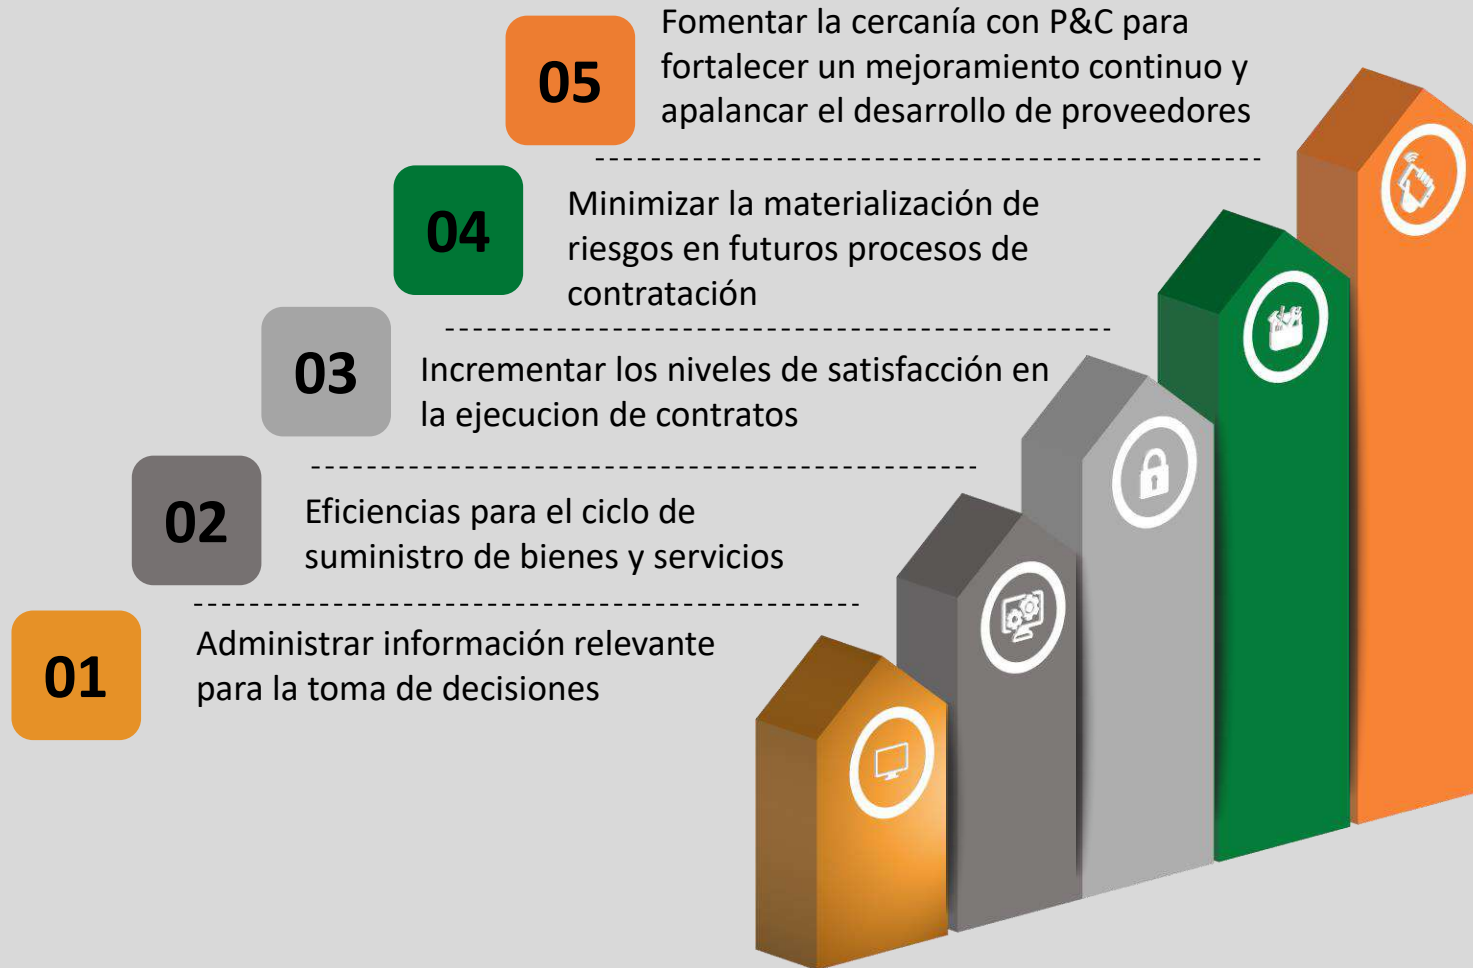 05
Fomentar la cercanía con P&C para
fortalecer un mejoramiento continuo y
apalancar el desarrollo de proveedores
04
Minimizar la materialización de
riesgos en futuros procesos de
contratación
03
Incrementar los niveles de satisfacción en
la ejecucion de contratos
02
Eficiencias para el ciclo de
suministro de bienes y servicios
01
Administrar información relevante
para la toma de decisiones